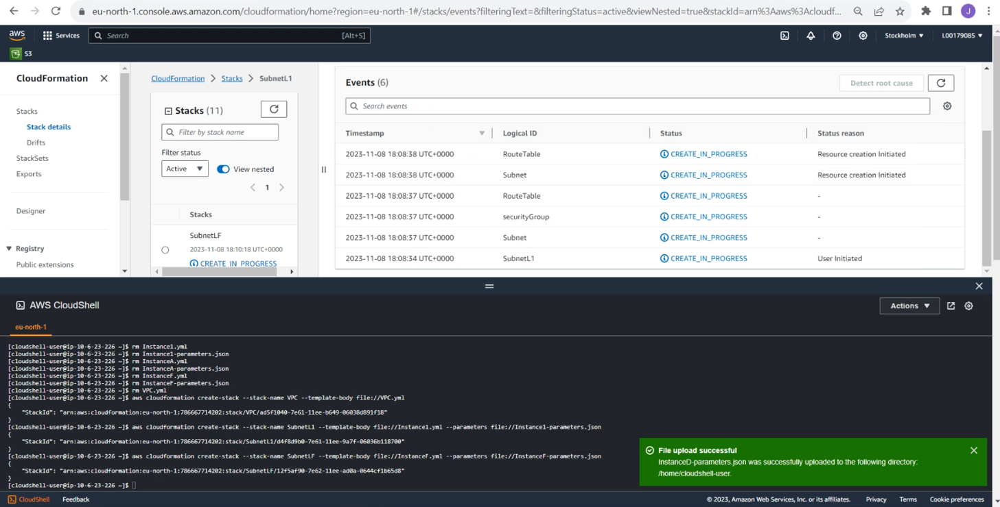 eu-north-1.console.aws.amazon.com/cloudformation/home?region=eu-north-1#/stacks/events?filteringText=&filteringStatus=active&viewNested=true&stackId=arn%3Aaws%3Acloudf...
J
aws
Services
Search
[Alt+S]
Stockholm
L00179085
S3
CloudFormation
Stacks
Stack details
Drifts
StackSets
Exports
Designer
Registry
Public extensions
CloudFormation > Stacks > SubnetL1
Stacks (11)
Filter by stack name
Filter status
Active
View nested
1
Stacks
SubnetLF
2023-11-08 18:10:18 UTC+0000
CREATE_IN_PROGRESS
Events (6)
Detect root cause
Search events
Timestamp Logical ID Status Status reason
2023-11-08 18:08:38 UTC+0000 RouteTable CREATE_IN_PROGRESS Resource creation Initiated
2023-11-08 18:08:38 UTC+0000 Subnet CREATE_IN_PROGRESS Resource creation Initiated
2023-11-08 18:08:37 UTC+0000 RouteTable CREATE_IN_PROGRESS -
2023-11-08 18:08:37 UTC+0000 securityGroup CREATE_IN_PROGRESS -
2023-11-08 18:08:37 UTC+0000 Subnet CREATE_IN_PROGRESS -
2023-11-08 18:08:34 UTC+0000 SubnetL1 CREATE_IN_PROGRESS User Initiated
AWS CloudShell
Actions
eu-north-1
[cloudshell-user@ip-10-6-23-226 ~]$ rm Instance1.yml
[cloudshell-user@ip-10-6-23-226 ~]$ rm Instance1-parameters.json
[cloudshell-user@ip-10-6-23-226 ~]$ rm InstanceA.yml
[cloudshell-user@ip-10-6-23-226 ~]$ rm InstanceA-parameters.json
[cloudshell-user@ip-10-6-23-226 ~]$ rm InstanceF.yml
[cloudshell-user@ip-10-6-23-226 ~]$ rm InstanceF-parameters.json
[cloudshell-user@ip-10-6-23-226 ~]$ rm VPC.yml
[cloudshell-user@ip-10-6-23-226 ~]$ aws cloudformation create-stack --stack-name VPC --template-body file://VPC.yml
{
"StackId": "arn:aws:cloudformation:eu-north-1:786667714202:stack/VPC/ad5f1040-7e61-11ee-b649-06038d891f18"
}
[cloudshell-user@ip-10-6-23-226 ~]$ aws cloudformation create-stack --stack-name SubnetL1 --template-body file://Instance1.yml --parameters file://Instance1-parameters.json
{
"StackId": "arn:aws:cloudformation:eu-north-1:786667714202:stack/SubnetL1/d4f8d9b0-7e61-11ee-9a7f-06036b118700"
}
[cloudshell-user@ip-10-6-23-226 ~]$ aws cloudformation create-stack --stack-name SubnetLF --template-body file://InstanceF.yml --parameters file://InstanceF-parameters.json
{
"StackId": "arn:aws:cloudformation:eu-north-1:786667714202:stack/SubnetLF/12f5af90-7e62-11ee-ad0a-0644cf1b65d8"
}
[cloudshell-user@ip-10-6-23-226 ~]$
File upload successful
InstanceD-parameters.json was successfully uploaded to the following directory:
/home/cloudshell-user.
CloudShell
Feedback
© 2023, Amazon Web Services, Inc. or its affiliates.
Privacy
Terms
Cookie preferences